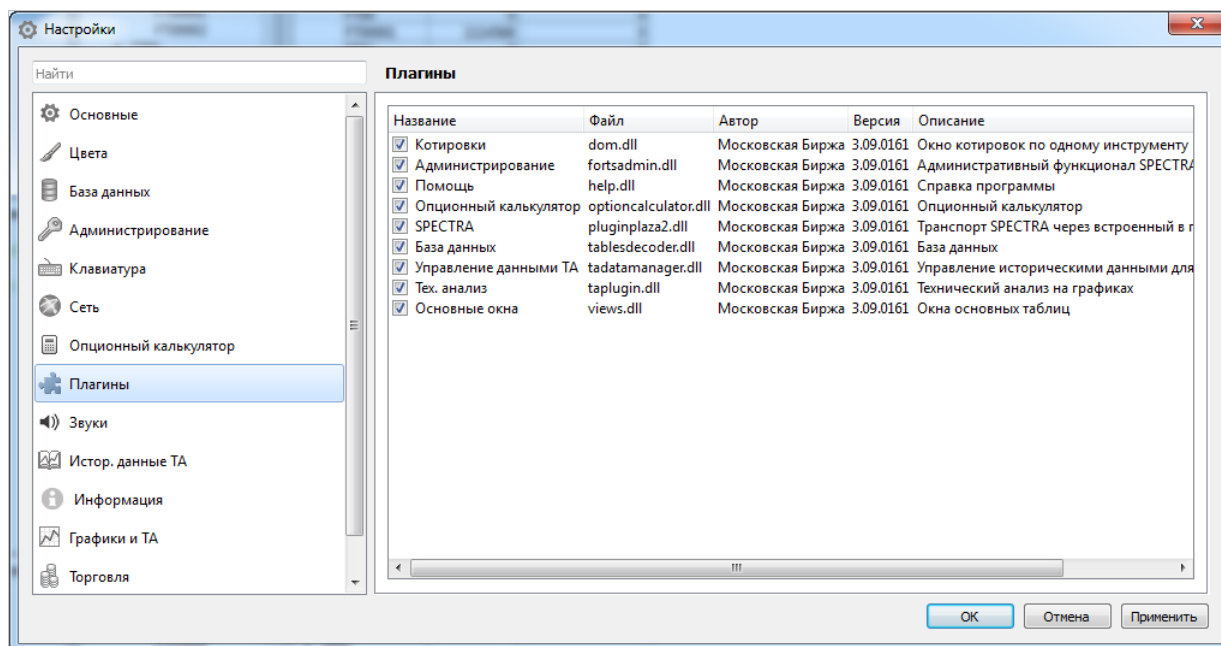 Настройки
Найти
Основные
Цвета
База данных
Администрирование
Клавиатура
Сеть
Опционный калькулятор
Плагины
Звуки
Истор. данные ТА
Информация
Графики и ТА
Торговля
Плагины
Название Файл Автор Версия Описание
Котировки dom.dll Московская Биржа 3.09.0161 Окно котировок по одному инструменту
Администрирование fortsadmin.dll Московская Биржа 3.09.0161 Административный функционал SPECTRA
Помощь help.dll Московская Биржа 3.09.0161 Справка программы
Опционный калькулятор optioncalculator.dll Московская Биржа 3.09.0161 Опционный калькулятор
SPECTRA pluginplaza2.dll Московская Биржа 3.09.0161 Транспорт SPECTRA через встроенный в
База данных tablesdecoder.dll Московская Биржа 3.09.0161 База данных
Управление данными ТА tadatamanager.dll Московская Биржа 3.09.0161 Управление историческими данными для
Тех. анализ taplugin.dll Московская Биржа 3.09.0161 Технический анализ на графиках
Основные окна views.dll Московская Биржа 3.09.0161 Окна основных таблиц
OK Отмена Применить